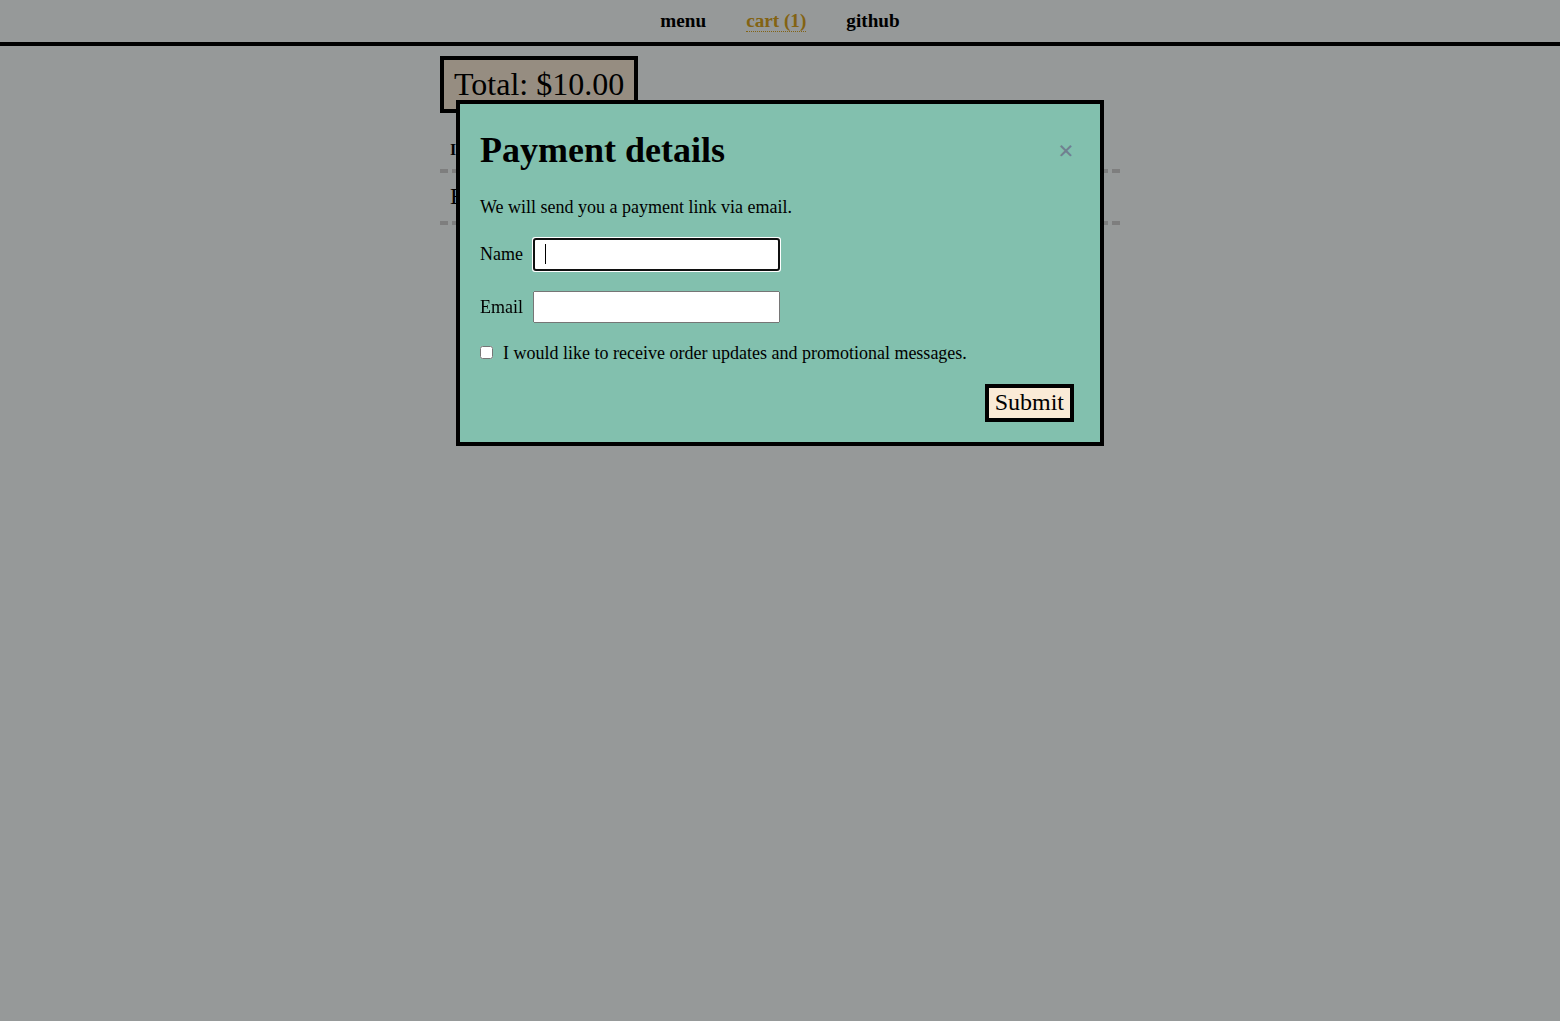 menu cart (1) github
Total: $10.00
Payment details ×
We will send you a payment link via email.
Name
Email
I would like to receive order updates and promotional messages.
Submit